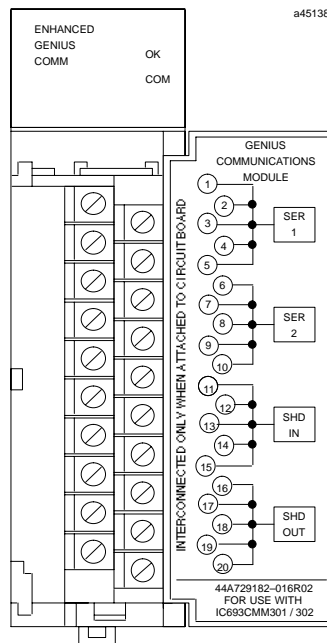 a45138
ENHANCED
GENIUS
COMM
OK
COM
GENIUS
COMMUNICATIONS
MODULE
INTERCONNECTED ONLY WHEN ATTACHED TO CIRCUIT BOARD
1
2
3
4
5
SER
1
6
7
8
9
10
SER
2
11
12
13
14
15
SHD
IN
16
17
18
19
20
SHD
OUT
44A729182–016R02
FOR USE WITH
IC693CMM301 / 302